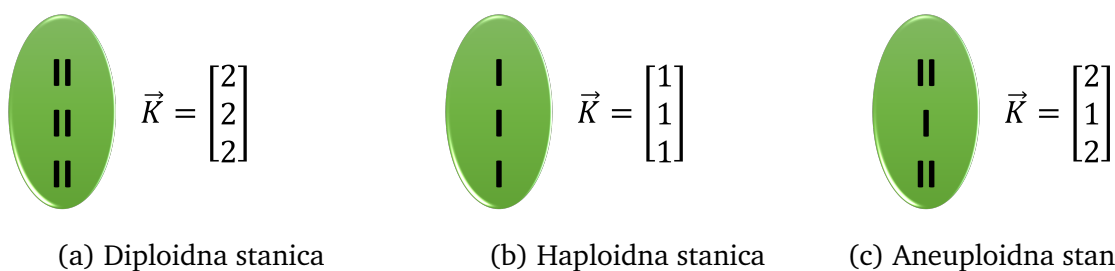 K⃗ = [2 2 2]
K⃗ = [1 1 1]
K⃗ = [2 1 2]
(a) Diploidna stanica
(b) Haploidna stanica
(c) Aneuploidna stan